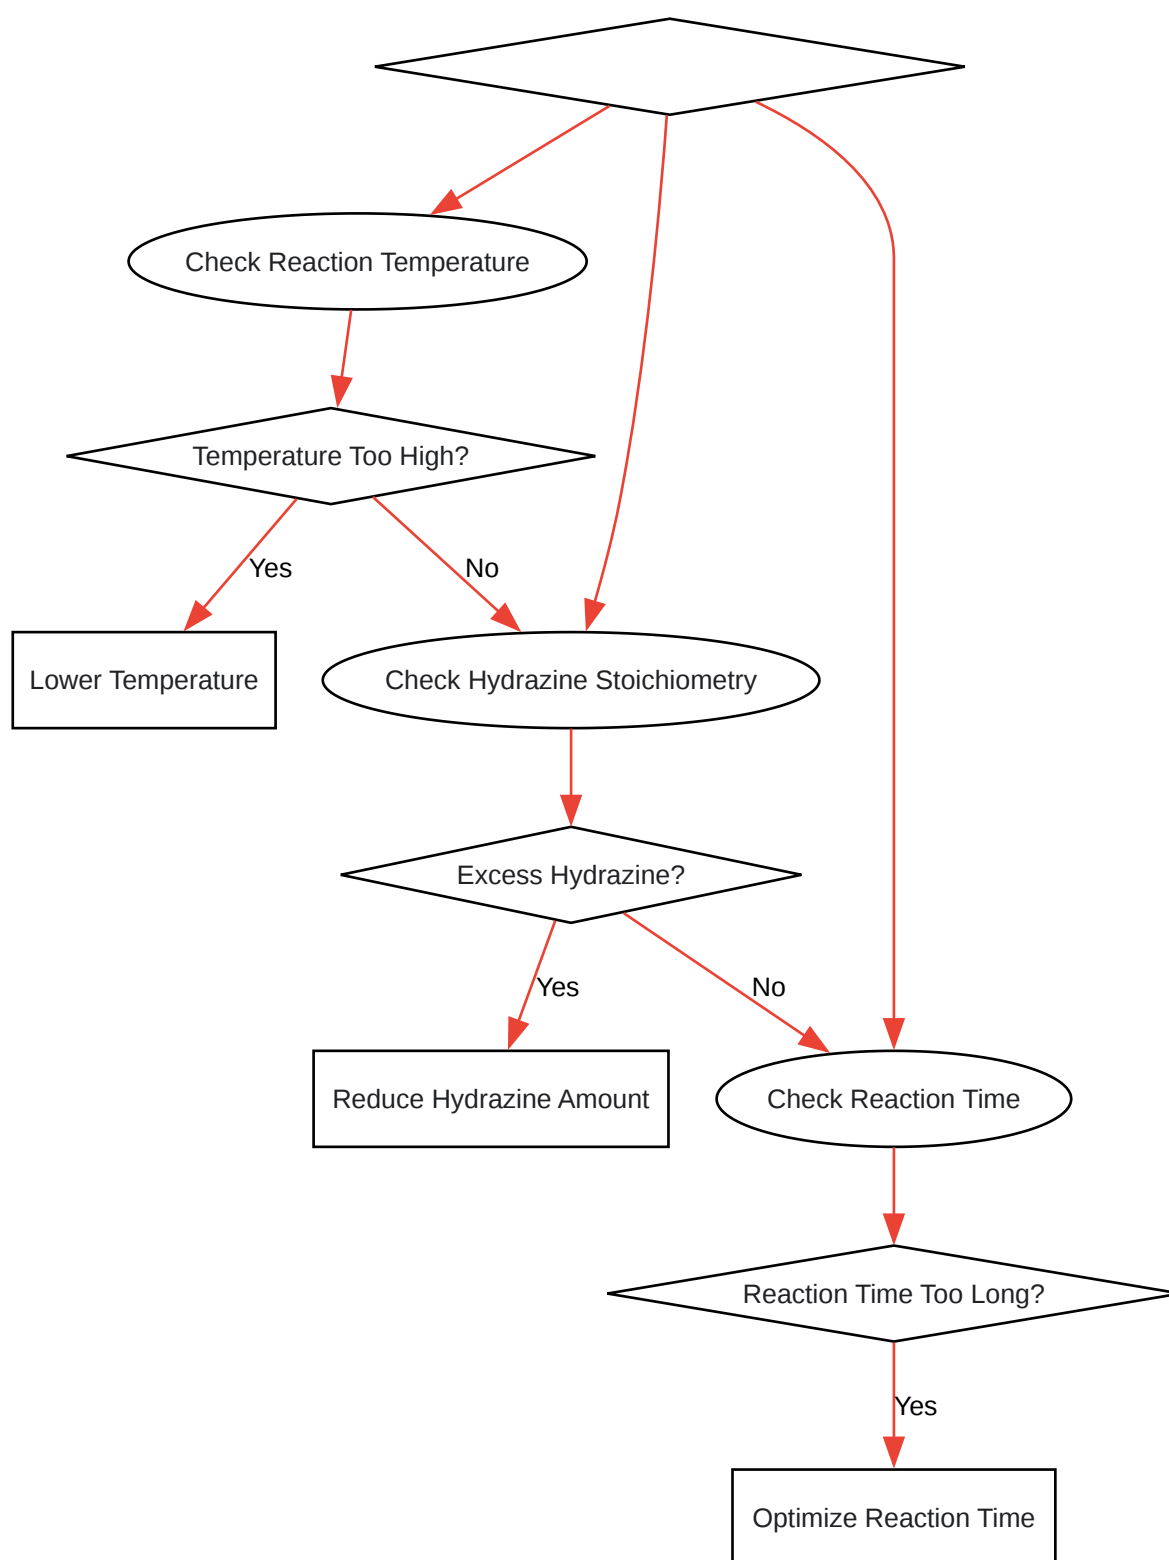 Check Reaction Temperature
Temperature Too High?
Yes
No
Lower Temperature
Check Hydrazine Stoichiometry
Excess Hydrazine?
Yes
No
Reduce Hydrazine Amount
Check Reaction Time
Reaction Time Too Long?
Yes
Optimize Reaction Time